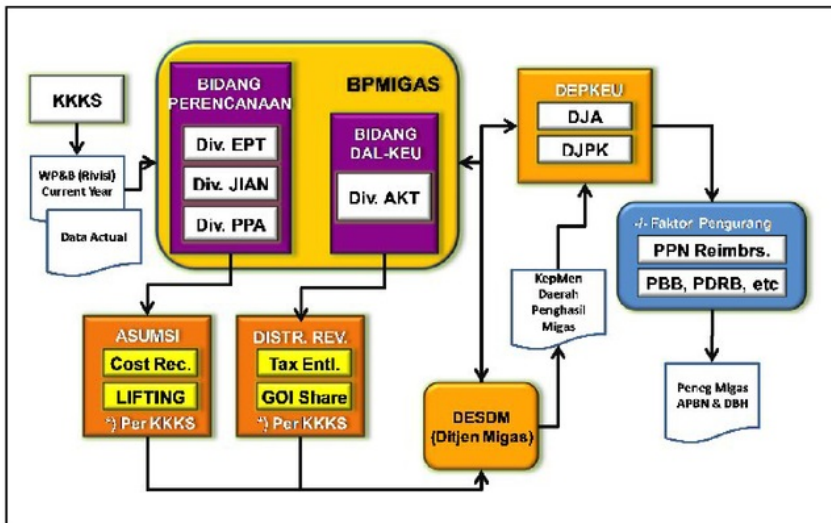 KKKS
WP&B (Rivisi)
Current Year
Data Actual
BIDANG
PERENCANAAN
Div. EPT
Div. JIAN
Div. PPA
BPMIGAS
BIDANG
DAL-KEU
Div. AKT
DEPKEU
DJA
DJPK
-/- Faktor Pengurang
PPN Reimbrs.
PBB, PDRB, etc
KepMen
Daerah
Penghasil
Migas
ASUMSI
Cost Rec.
LIFTING
*) Per KKKS
DISTR. REV.
Tax Entl.
GOI Share
*) Per KKKS
DESDM
(Ditjen Migas)
Peneg Migas
APBN & DBH